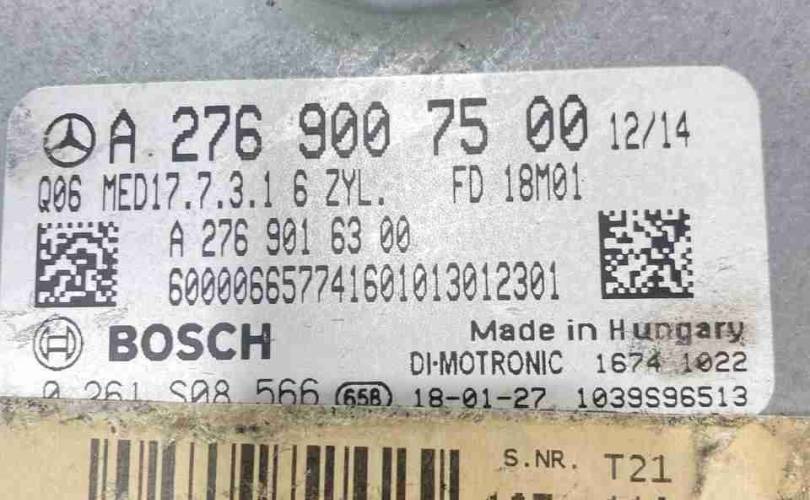 A 276 900 75 00 12/14
Q06 MED17.7.3.1 6 ZYL. FD 18M01
A 276 901 63 00
600006657741601013012301
BOSCH
Made in Hungary
DI-MOTRONIC 1674 1022
0 261 S08 566 658 18-01-27 1039S96513
S.NR. T21